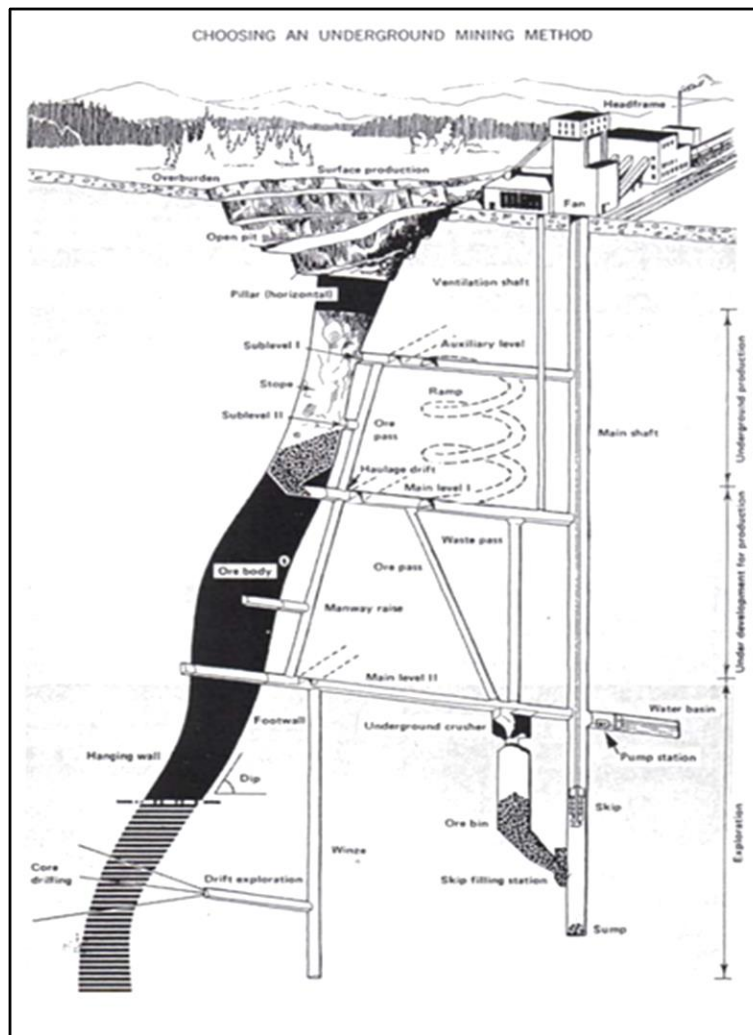 CHOOSING AN UNDERGROUND MINING METHOD
Headframe
Overburden
Surface production
Fan
Open pit
Pillar (horizontal)
Ventilation shaft
Sublevel I
Auxiliary level
Stope
Ramp
Underground production
Sublevel II
Ore
pass
Main shaft
Haulage drift
Main level I
Waste pass
Ore pass
Ore body
Under development for production
Manway raise
Main level II
Water basin
Footwall
Underground crusher
Hanging wall
Pump station
Dip
Skip
Ore bin
Exploration
Winze
Core
drilling
Drift exploration
Skip filling station
Sump